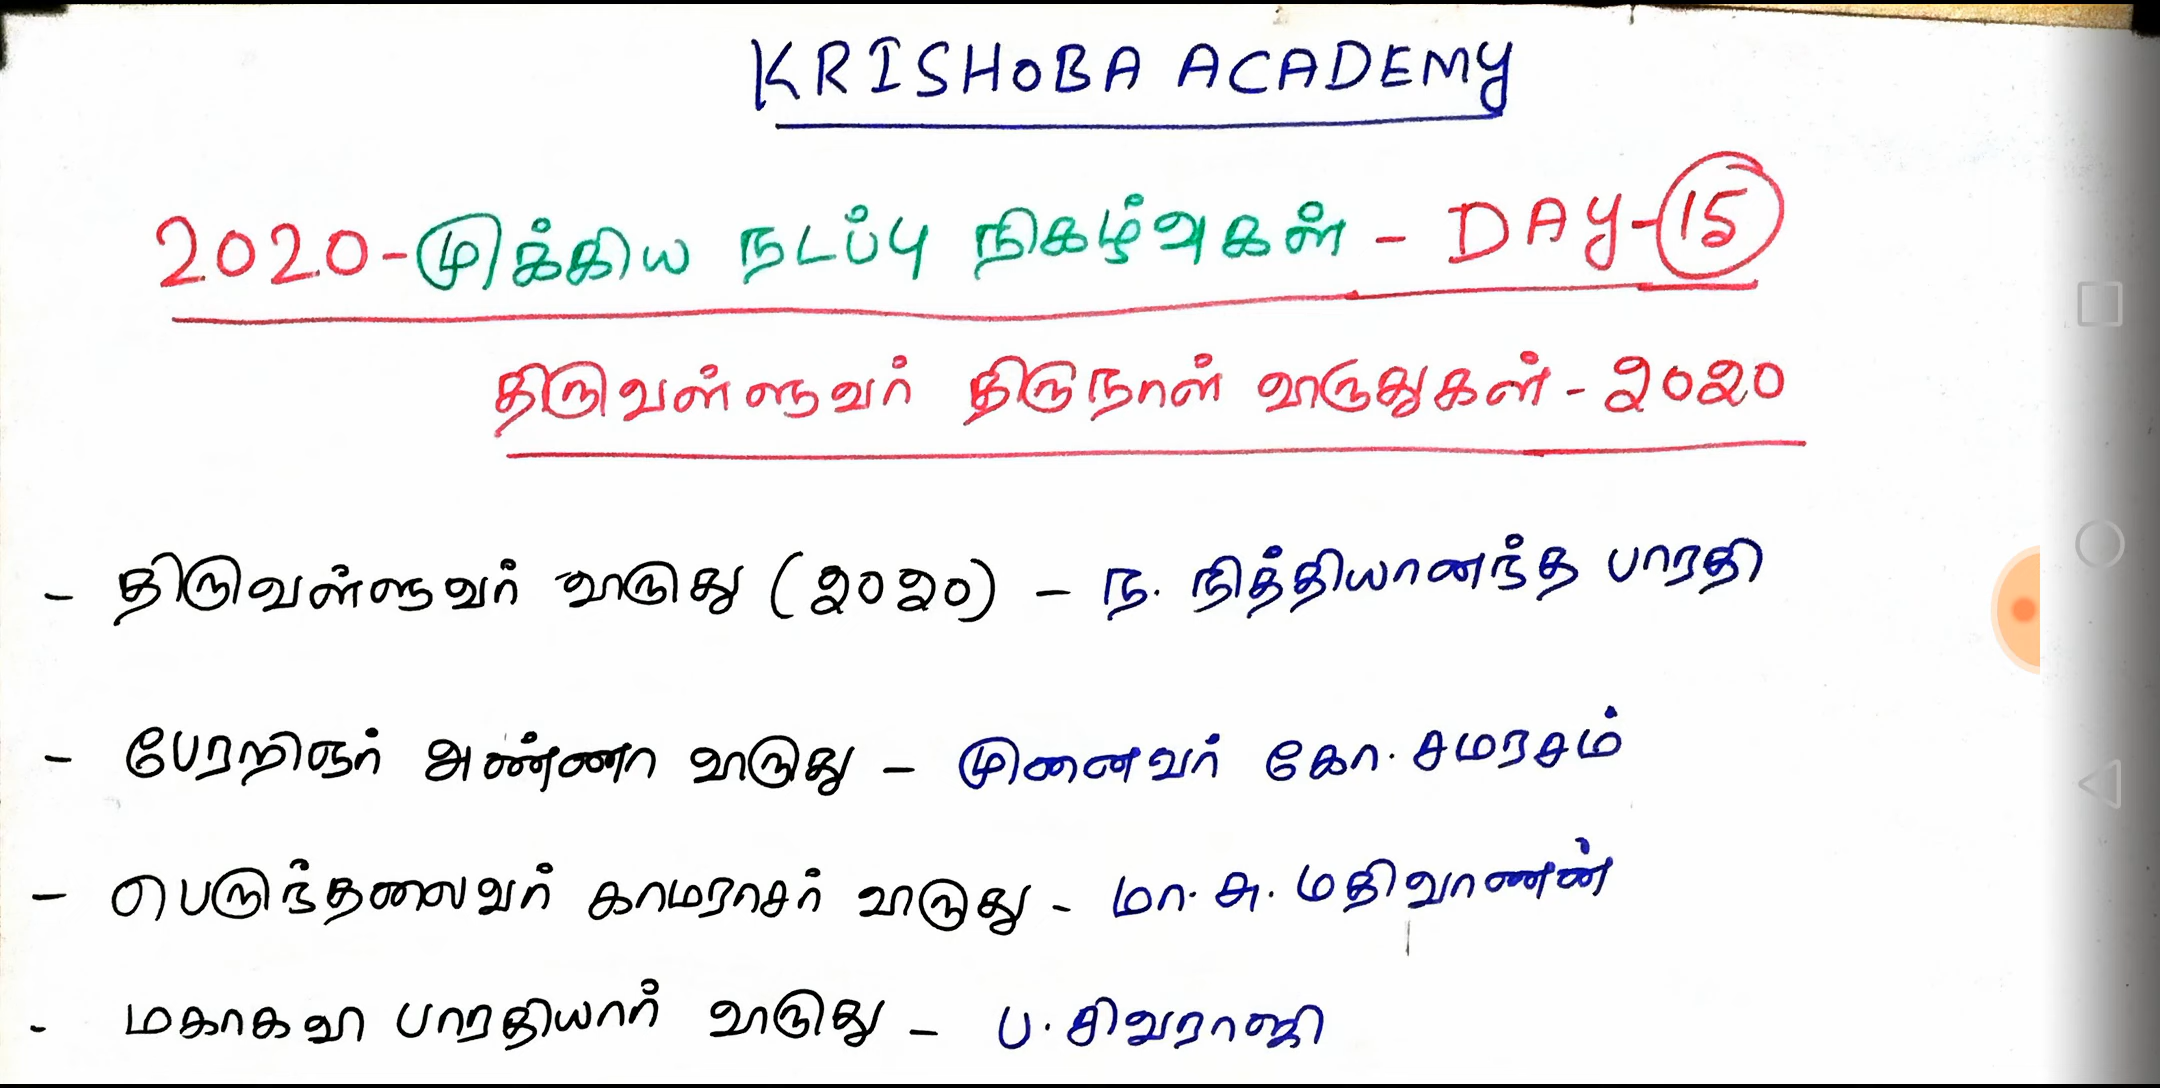 KRISHOBA ACADEMY
2020-முக்கிய நடப்பு நிகழ்வுகள் - DAY-15
திருவள்ளுவர் திருநாள் விருதுகள் - 2020
- திருவள்ளுவர் விருது (2020) - ந. நித்தியானந்த பாரதி
- பேரறிஞர் அண்ணா விருது - முனைவர் கோ. சமரசம்
- பெருந்தலைவர் காமராசர் விருது - மா. சு. மதிவாணண்
- மகாகவி பாரதியார் விருது - ப. சிவராஜி